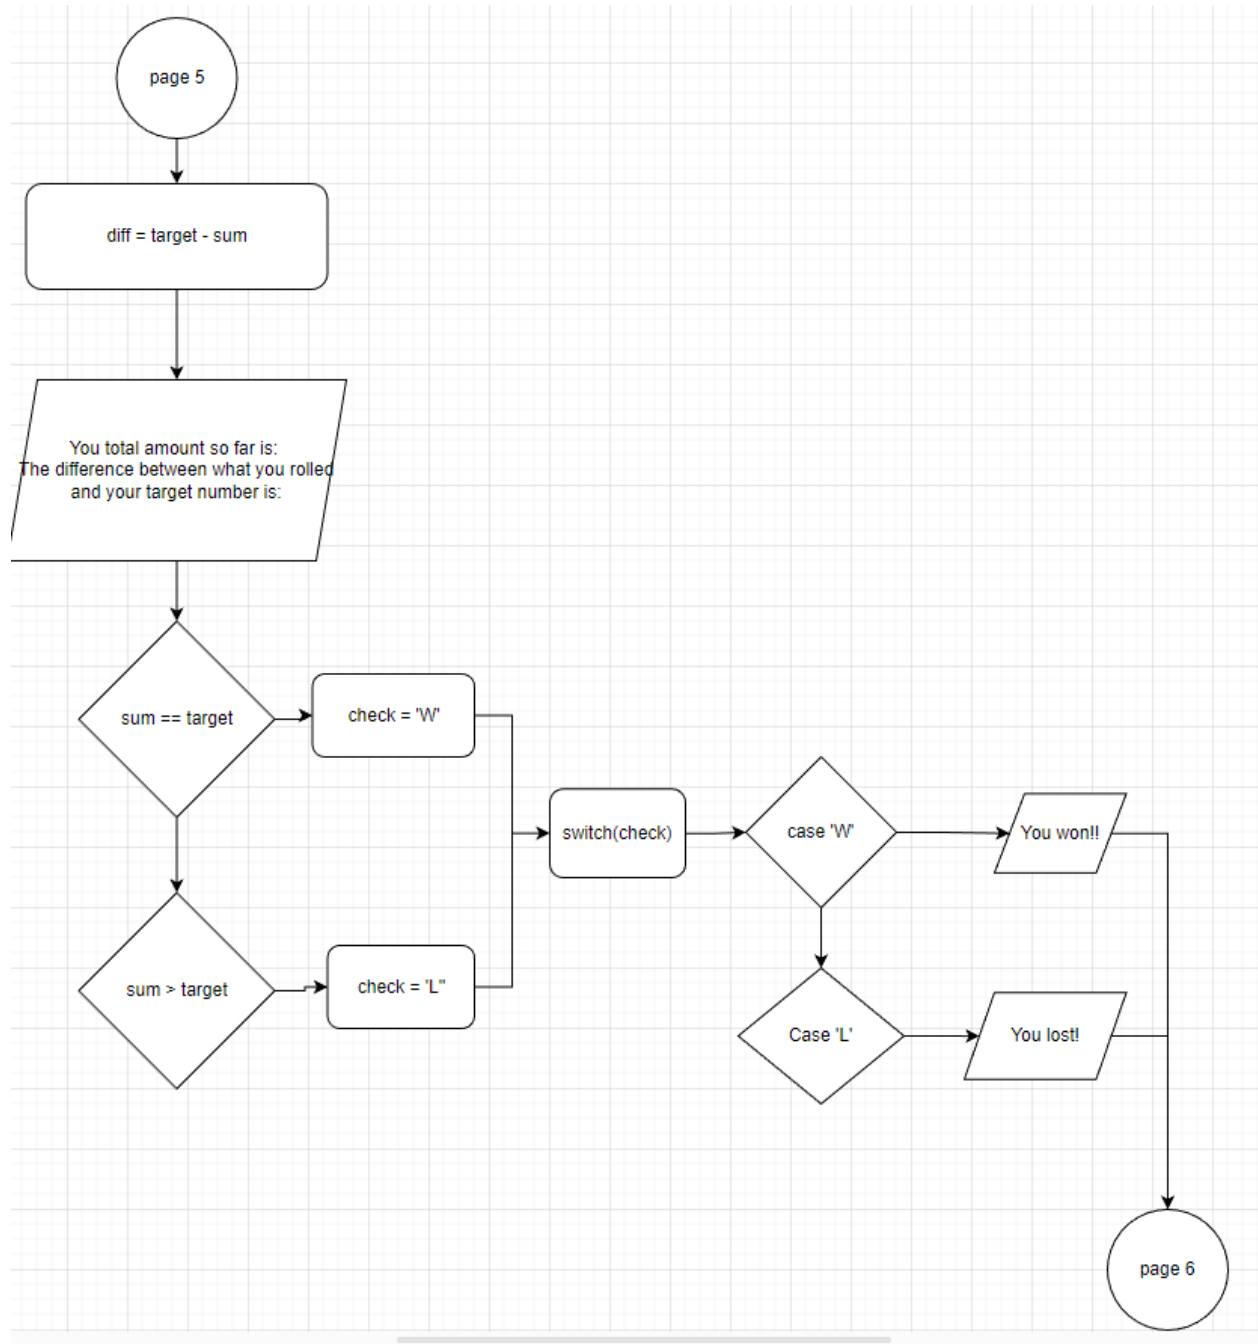 page 5
diff = target - sum
You total amount so far is:
The difference between what you rolled
and your target number is:
sum == target
check = 'W'
switch(check)
case 'W'
You won!!
sum > target
check = 'L"
Case 'L'
You lost!
page 6